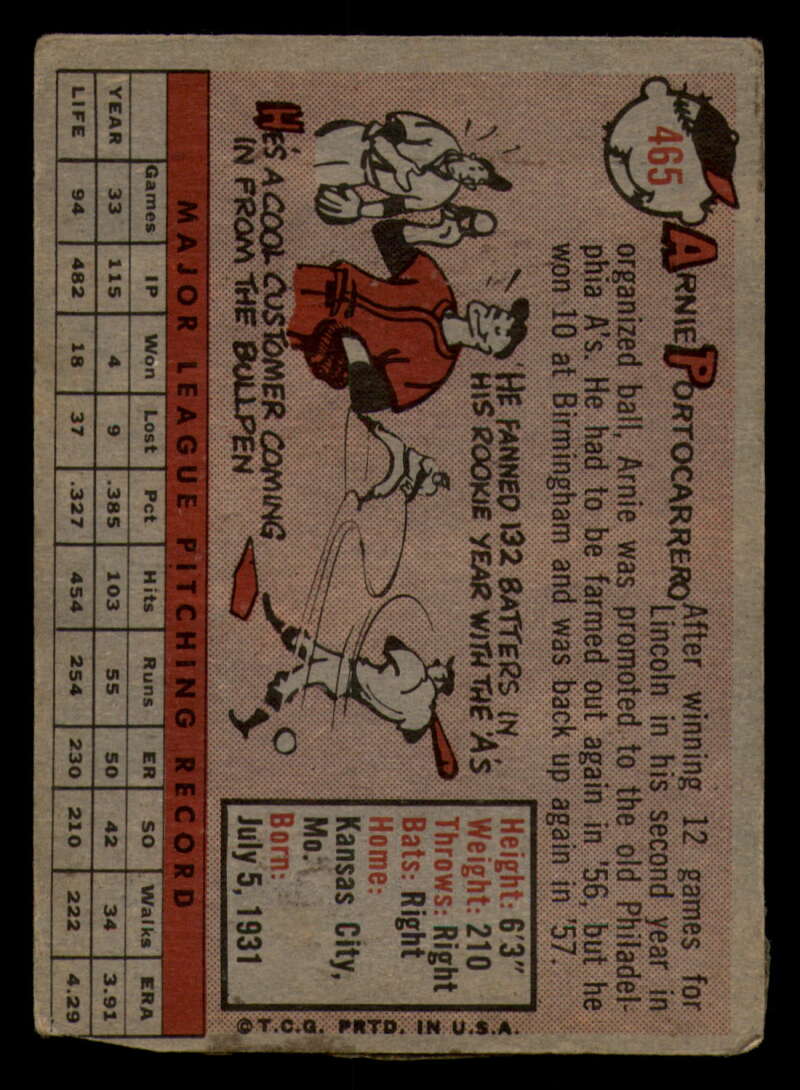 465
ARNIE PORTOCARRERO
After winning 12 games for
Lincoln in his second year in
organized ball, Arnie was promoted to the old Philadel-
phia A's. He had to be farmed out again in '56, but he
won 10 at Birmingham and was back up again in '57.
HE FANNED 132 BATTERS IN
HIS ROOKIE YEAR WITH THE 'A's
HE'S A COOL CUSTOMER COMING
IN FROM THE BULLPEN
Height: 6'3"
Weight: 210
Throws: Right
Bats: Right
Home:
Kansas City,
Mo.
Born:
July 5, 1931
© T.C.G. PRTD. IN U.S.A.
MAJOR LEAGUE PITCHING RECORD
Games IP Won Lost Pct Hits Runs ER SO Walks ERA
YEAR 33 115 4 9 .385 103 55 50 42 34 3.91
LIFE 94 482 18 37 .327 454 254 230 210 222 4.29